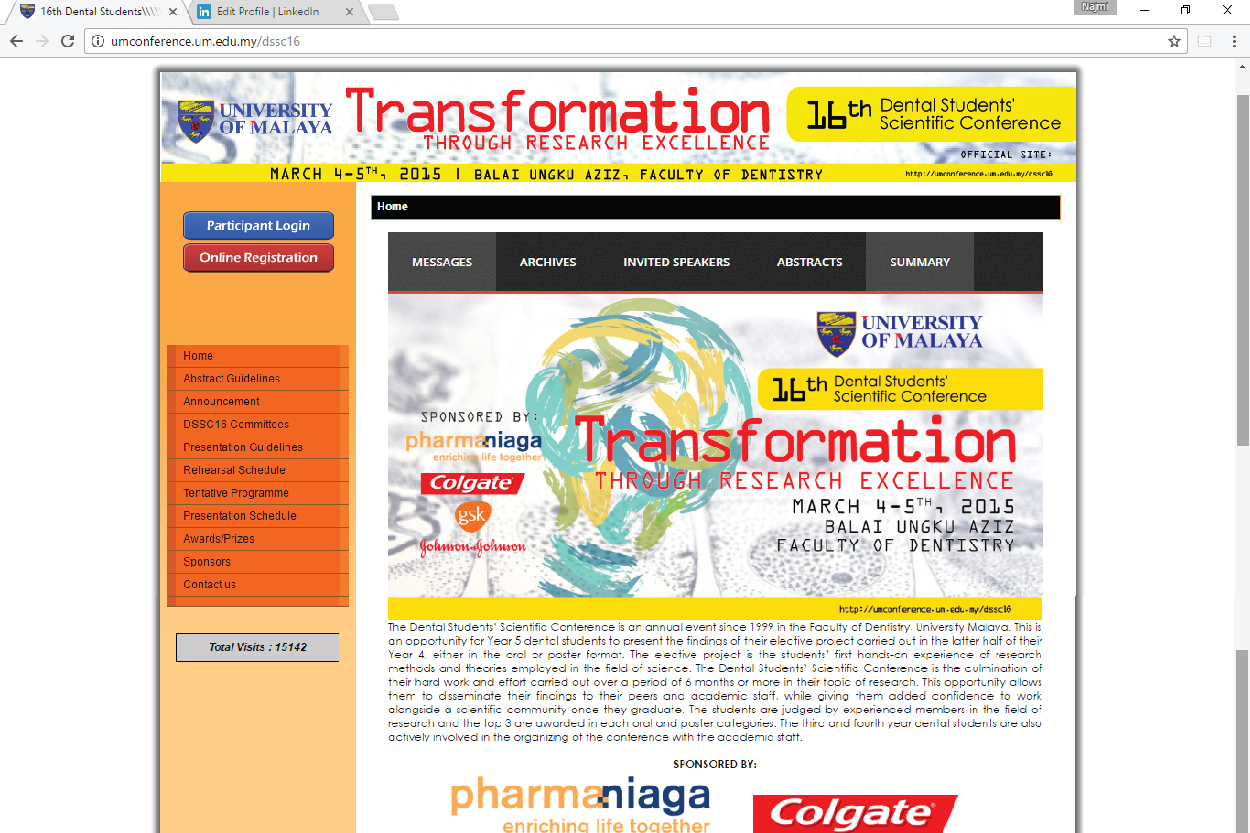 16th Dental Students\\\\
Edit Profile | LinkedIn
Najmi
umconference.um.edu.my/dssc16
UNIVERSITY
OF MALAYA
Transformation
THROUGH RESEARCH EXCELLENCE
16th Dental Students'
Scientific Conference
OFFICIAL SITE:
http://umconference.um.edu.my/dssc16
MARCH 4-5TH, 2015 | BALAI UNGKU AZIZ, FACULTY OF DENTISTRY
Participant Login
Online Registration
Home
Abstract Guidelines
Announcement
DSSC16 Committees
Presentation Guidelines
Rehearsal Schedule
Tentative Programme
Presentation Schedule
Awards/Prizes
Sponsors
Contact us
Total Visits : 15142
Home
MESSAGES ARCHIVES INVITED SPEAKERS ABSTRACTS SUMMARY
UNIVERSITY
OF MALAYA
16th Dental Students'
Scientific Conference
SPONSORED BY:
pharmaniaga
enriching life together
Colgate
gsk
Johnson & Johnson
Transformation
THROUGH RESEARCH EXCELLENCE
MARCH 4-5TH, 2015
BALAI UNGKU AZIZ
FACULTY OF DENTISTRY
http://umconference.um.edu.my/dssc16
The Dental Students' Scientific Conference is an annual event since 1999 in the Faculty of Dentistry, University Malaya. This is
an opportunity for Year 5 dental students to present the findings of their elective project carried out in the latter half of their
Year 4, either in the oral or poster format. The elective project is the students' first hands-on experience of research
methods and theories employed in the field of science. The Dental Students' Scientific Conference is the culmination of
their hard work and effort carried out over a period of 6 months or more in their topic of research. This opportunity allows
them to disseminate their findings to their peers and academic staff, while giving them added confidence to work
alongside a scientific community once they graduate. The students are judged by experienced members in the field of
research and the top 3 are awarded in each oral and poster categories. The third and fourth year dental students are also
actively involved in the organizing of the conference with the academic staff.
SPONSORED BY:
pharmaniaga
enriching life together
Colgate